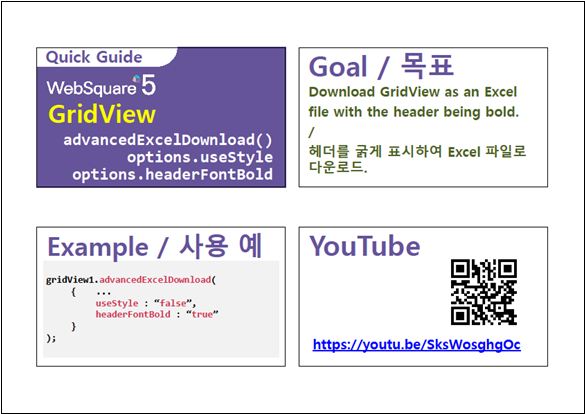 Quick Guide
WebSquare 5
GridView
advancedExcelDownload()
options.useStyle
options.headerFontBold
Goal / 목표
Download GridView as an Excel
file with the header being bold.
/
헤더를 굵게 표시하여 Excel 파일로
다운로드.
Example / 사용 예
gridView1.advancedExcelDownload(
{ ...
useStyle : “false”,
headerFontBold : “true”
}
);
YouTube
https://youtu.be/SksWosghgOc